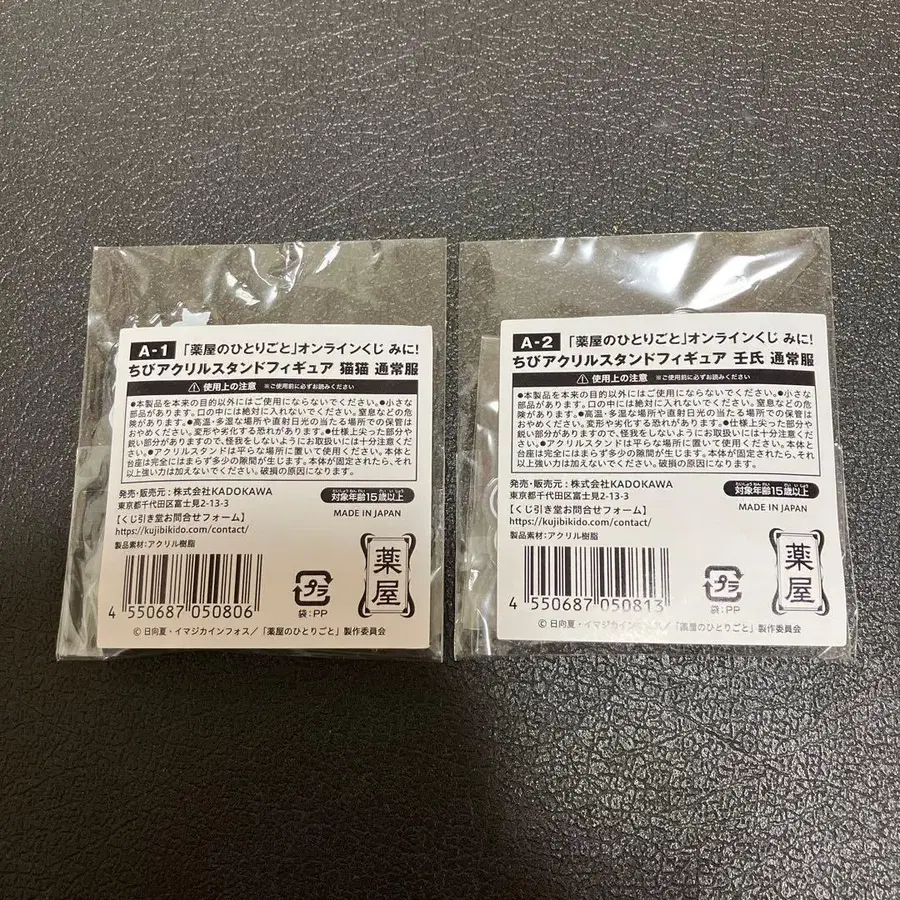 A-1 「薬屋のひとりごと」オンラインくじ みに!
ちびアクリルスタンドフィギュア 猫猫 通常服
使用上の注意 ※ご使用前に必ずお読みください
●本製品を本来の目的以外にはご使用にならないでください。●小さな
部品があります。口の中には絶対に入れないでください。窒息などの危
険があります。●高温・多湿な場所や直射日光の当たる場所での保管は
おやめください。変形や劣化する恐れがあります。●仕様上尖った部分や
鋭い部分がありますので、怪我をしないようにお取扱いには十分注意くだ
さい。●アクリルスタンドは平らな場所に置いて使用ください。本体と
台座は完全にはまらず多少の隙間が生じます。本体が固定されたら、それ
以上強い力は加えないでください。破損の原因になります。
発売・販売元:株式会社KADOKAWA
東京都千代田区富士見2-13-3
【くじ引き堂お問合せフォーム】
https://kujibikido.com/contact/
製品素材:アクリル樹脂
たいしょうねんれい さい いじょう
対象年齢15歳以上
MADE IN JAPAN
4 550687 050806
プラ
袋:PP
薬屋
© 日向夏・イマジカインフォス/「薬屋のひとりごと」製作委員会
A-2 「薬屋のひとりごと」オンラインくじ みに!
ちびアクリルスタンドフィギュア 壬氏 通常服
使用上の注意 ※ご使用前に必ずお読みください
●本製品を本来の目的以外にはご使用にならないでください。●小さな
部品があります。口の中には絶対に入れないでください。窒息などの危
険があります。●高温・多湿な場所や直射日光の当たる場所での保管は
おやめください。変形や劣化する恐れがあります。●仕様上尖った部分や
鋭い部分がありますので、怪我をしないようにお取扱いには十分注意くだ
さい。●アクリルスタンドは平らな場所に置いて使用ください。本体と
台座は完全にはまらず多少の隙間が生じます。本体が固定されたら、それ
以上強い力は加えないでください。破損の原因になります。
発売・販売元:株式会社KADOKAWA
東京都千代田区富士見2-13-3
【くじ引き堂お問合せフォーム】
https://kujibikido.com/contact/
製品素材:アクリル樹脂
たいしょうねんれい さい いじょう
対象年齢15歳以上
MADE IN JAPAN
4 550687 050813
プラ
袋:PP
薬屋
© 日向夏・イマジカインフォス/「薬屋のひとりごと」製作委員会